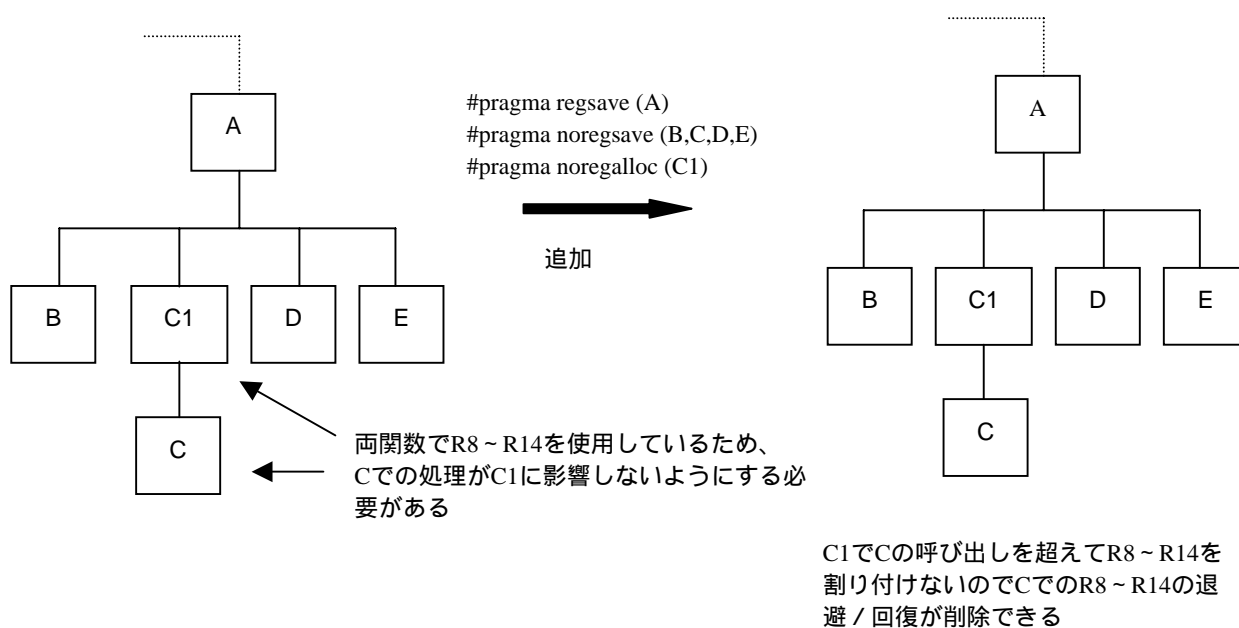 A
B
C1
D
E
C
両関数でR8～R14を使用しているため、
Cでの処理がC1に影響しないようにする必
要がある
#pragma regsave (A)
#pragma noregsave (B,C,D,E)
#pragma noregalloc (C1)
追加
A
B
C1
D
E
C
C1でCの呼び出しを超えてR8～R14を
割り付けないのでCでのR8～R14の退
避／回復が削除できる